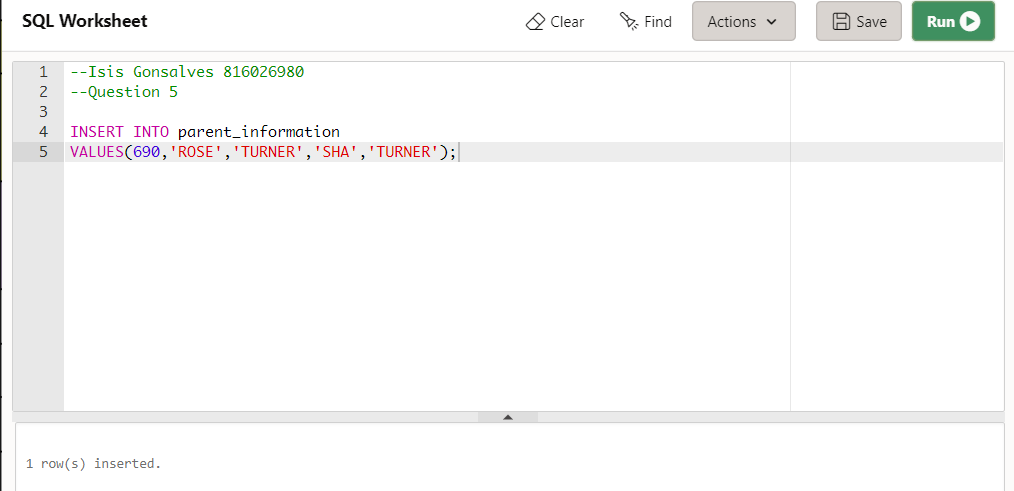 SQL Worksheet Clear Find Actions Save Run
1 --Isis Gonsalves 816026980
2 --Question 5
3
4 INSERT INTO parent_information
5 VALUES(690,'ROSE','TURNER','SHA','TURNER');
1 row(s) inserted.